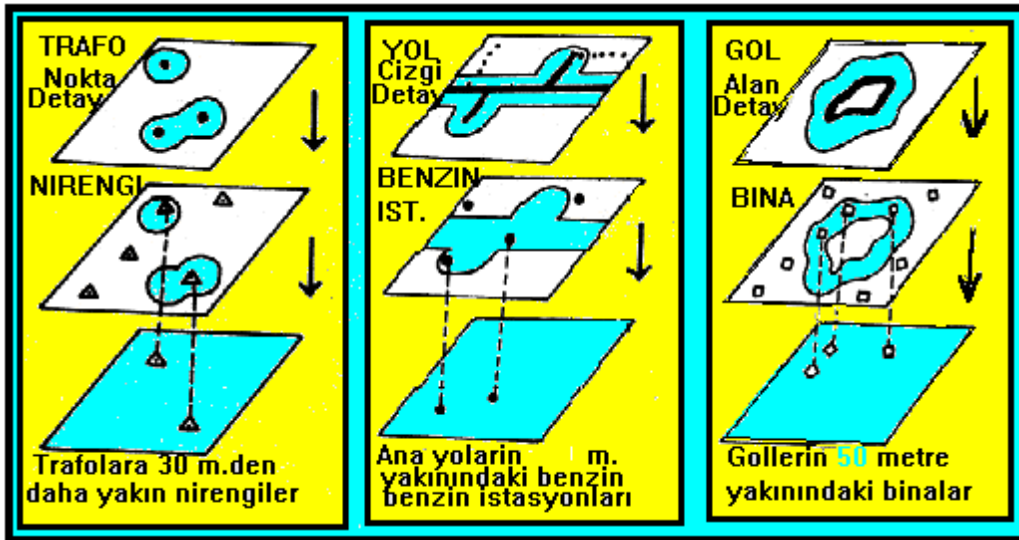 TRAFO
Nokta
Detay
NIRENGI
Trafolara 30 m.den
daha yakın nirengiler
YOL
Cizgi
Detay
BENZIN
IST.
Ana yolarin m.
yakınındaki benzin
benzin istasyonları
GOL
Alan
Detay
BINA
Gollerin 50 metre
yakınındaki binalar